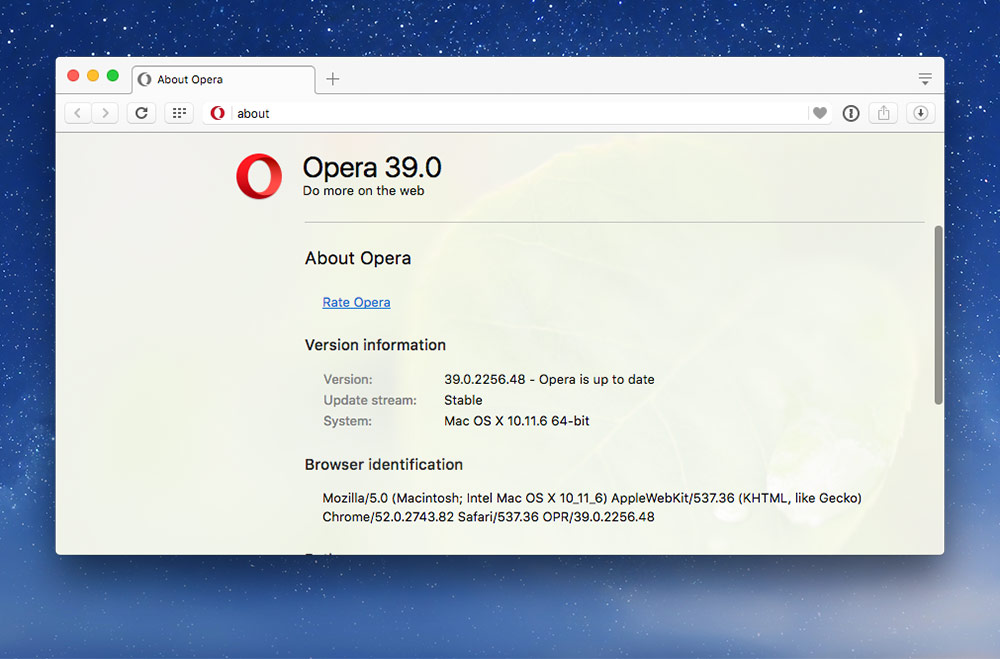 About Opera
about
Opera 39.0
Do more on the web
About Opera
Rate Opera
Version information
Version: 39.0.2256.48 - Opera is up to date
Update stream: Stable
System: Mac OS X 10.11.6 64-bit
Browser identification
Mozilla/5.0 (Macintosh; Intel Mac OS X 10_11_6) AppleWebKit/537.36 (KHTML, like Gecko)
Chrome/52.0.2743.82 Safari/537.36 OPR/39.0.2256.48